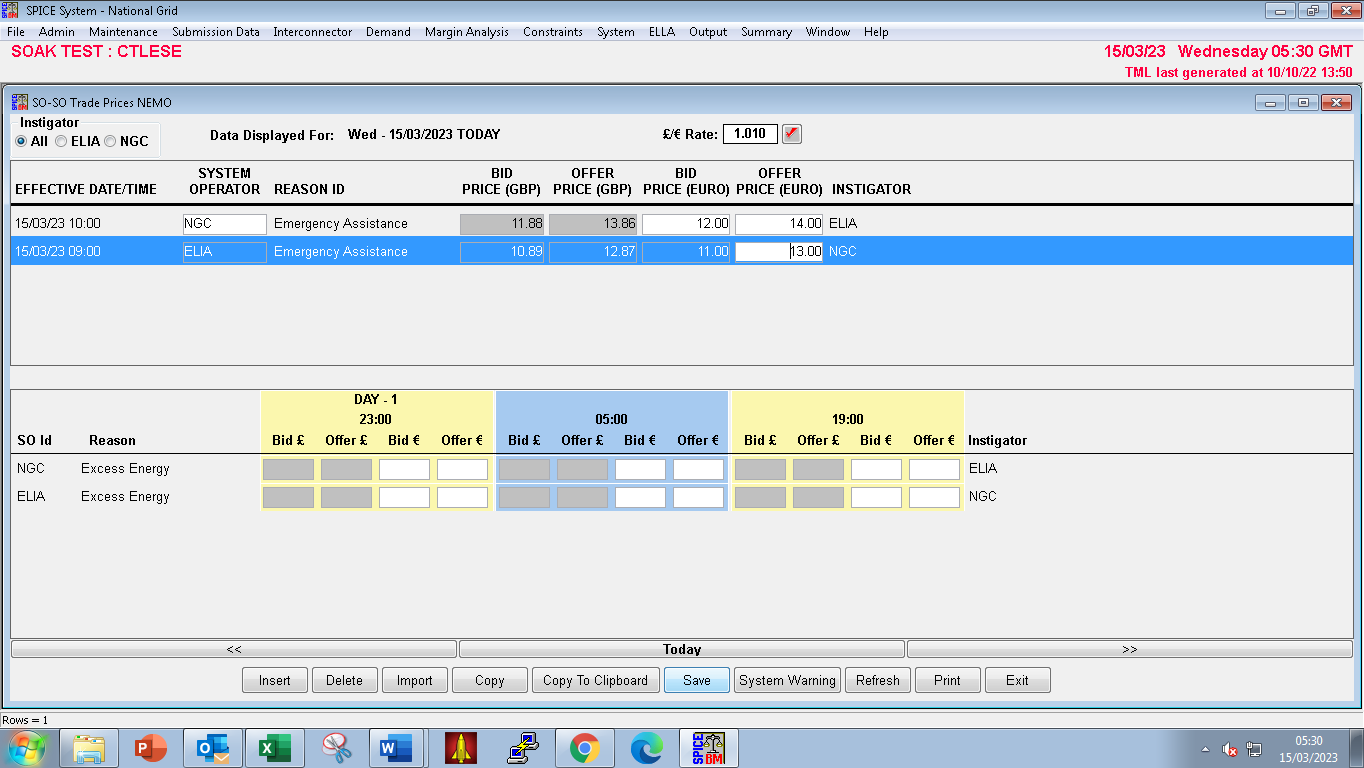 SPICE System - National Grid
File Admin Maintenance Submission Data Interconnector Demand Margin Analysis Constraints System ELLA Output Summary Window Help
SOAK TEST : CTLESE 15/03/23 Wednesday 05:30 GMT
TML last generated at 10/10/22 13:50
SO-SO Trade Prices NEMO
Instigator
All ELIA NGC Data Displayed For: Wed - 15/03/2023 TODAY £/€ Rate: 1.010
SYSTEM BID OFFER BID OFFER
EFFECTIVE DATE/TIME OPERATOR REASON ID PRICE (GBP) PRICE (GBP) PRICE (EURO) PRICE (EURO) INSTIGATOR
15/03/23 10:00 NGC Emergency Assistance 11.88 13.86 12.00 14.00 ELIA
15/03/23 09:00 ELIA Emergency Assistance 10.89 12.87 11.00 13.00 NGC
DAY - 1
23:00 05:00 19:00
SO Id Reason Bid £ Offer £ Bid € Offer € Bid £ Offer £ Bid € Offer € Bid £ Offer £ Bid € Offer € Instigator
NGC Excess Energy ELIA
ELIA Excess Energy NGC
<< Today >>
Insert Delete Import Copy Copy To Clipboard Save System Warning Refresh Print Exit
Rows = 1
SPICE BM 05:30
15/03/2023